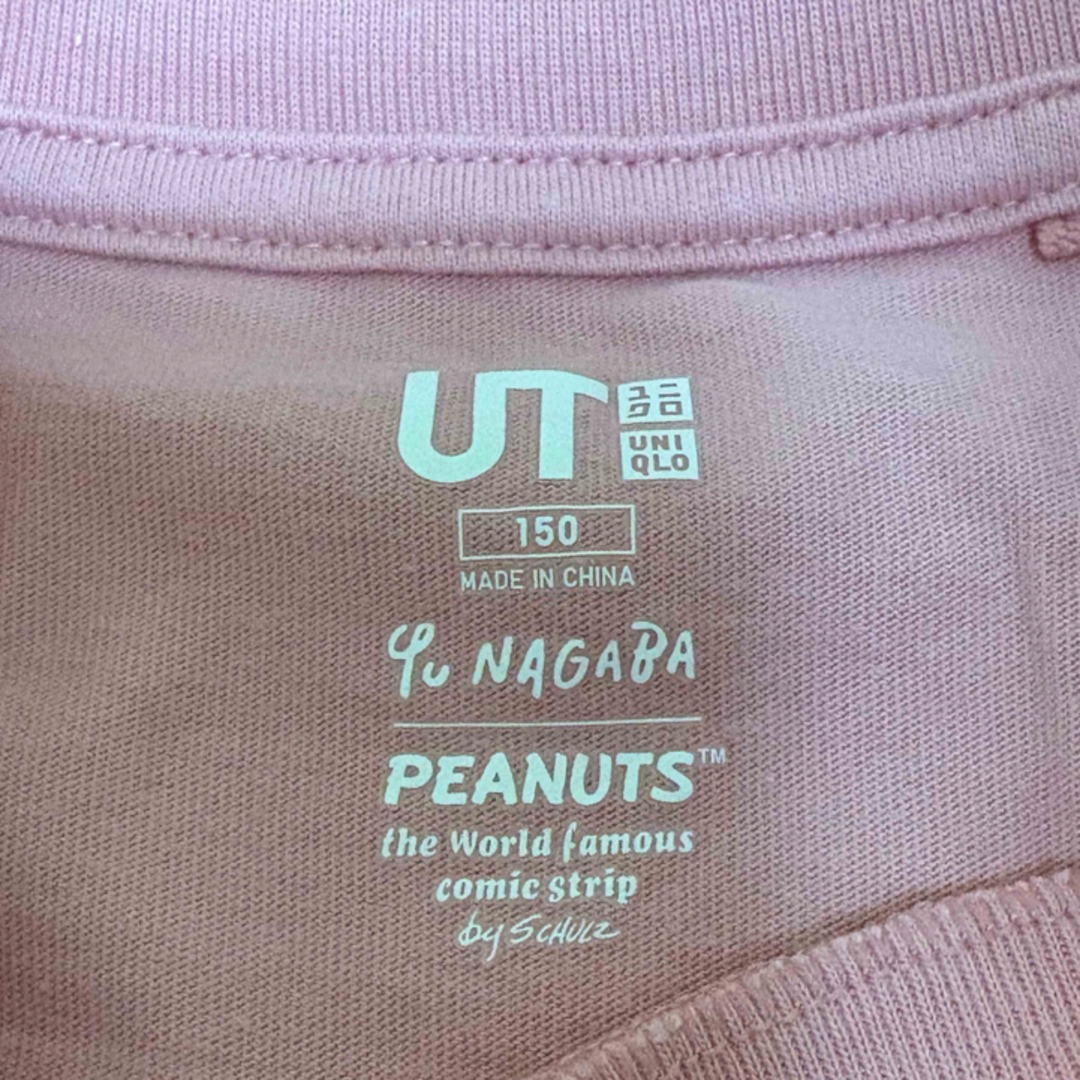 UT
ユニ
クロ
UNI
QLO
150
MADE IN CHINA
Yu NAGABA
PEANUTS™
the World famous
comic strip
by SCHULZ